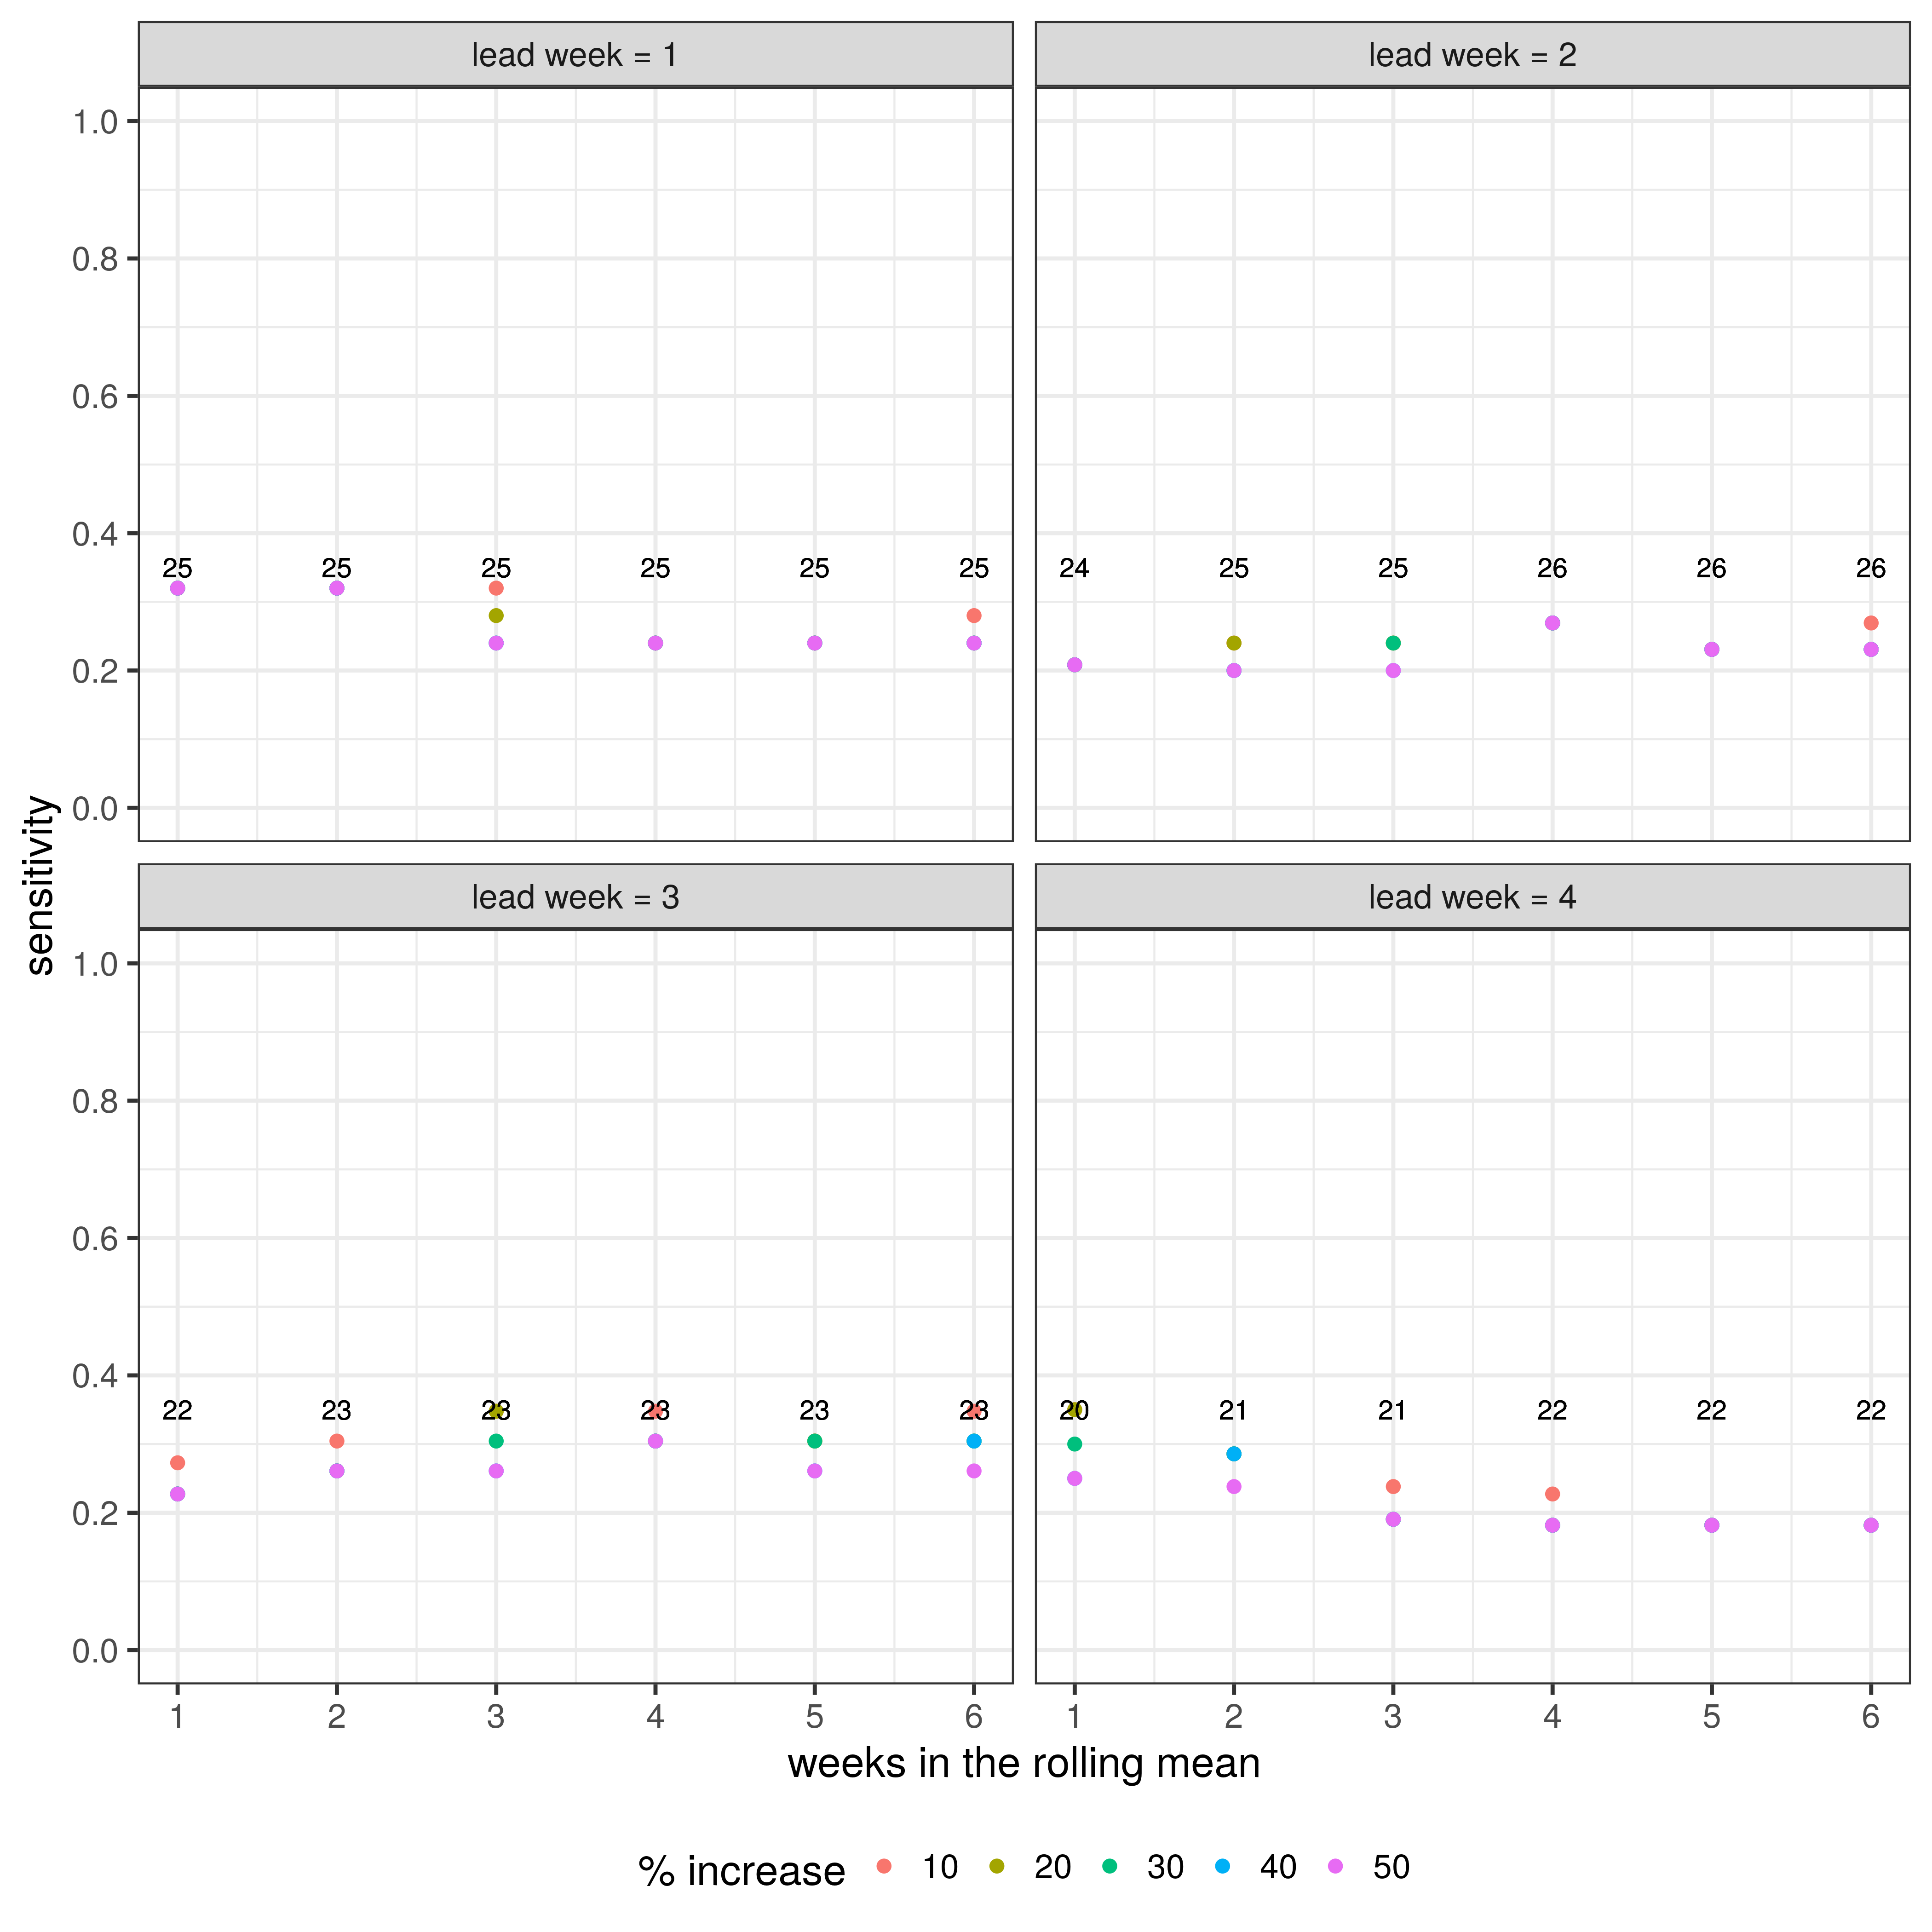 lead week = 1
lead week = 2
1.0
0.8
0.6
0.4
0.2
0.0
25 25 25 25 25 25
24 25 25 26 26 26
sensitivity
lead week = 3
lead week = 4
1.0
0.8
0.6
0.4
0.2
0.0
22 23 23 23 23 23
20 21 21 22 22 22
1 2 3 4 5 6
1 2 3 4 5 6
weeks in the rolling mean
% increase 10 20 30 40 50